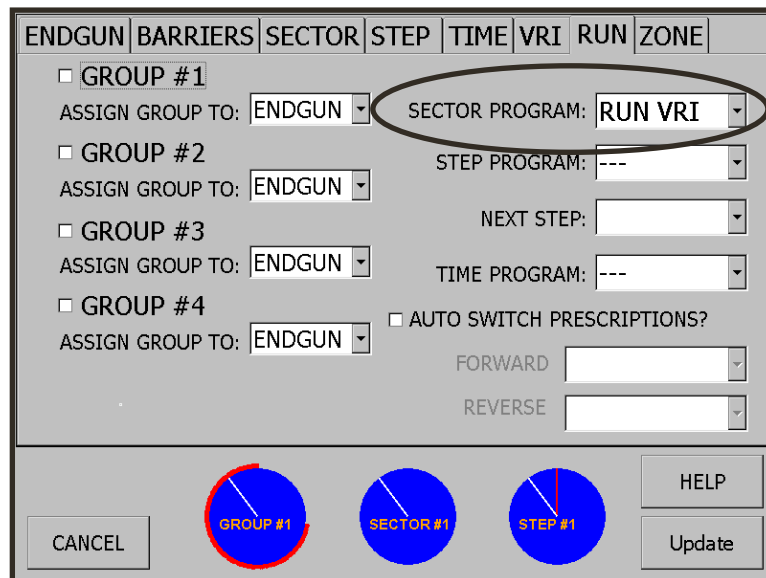 ENDGUN BARRIERS SECTOR STEP TIME VRI RUN ZONE
GROUP #1
ASSIGN GROUP TO: ENDGUN
GROUP #2
ASSIGN GROUP TO: ENDGUN
GROUP #3
ASSIGN GROUP TO: ENDGUN
GROUP #4
ASSIGN GROUP TO: ENDGUN
SECTOR PROGRAM: RUN VRI
STEP PROGRAM: ---
NEXT STEP:
TIME PROGRAM: ---
AUTO SWITCH PRESCRIPTIONS?
FORWARD
REVERSE
CANCEL
GROUP #1
SECTOR #1
STEP #1
HELP
Update